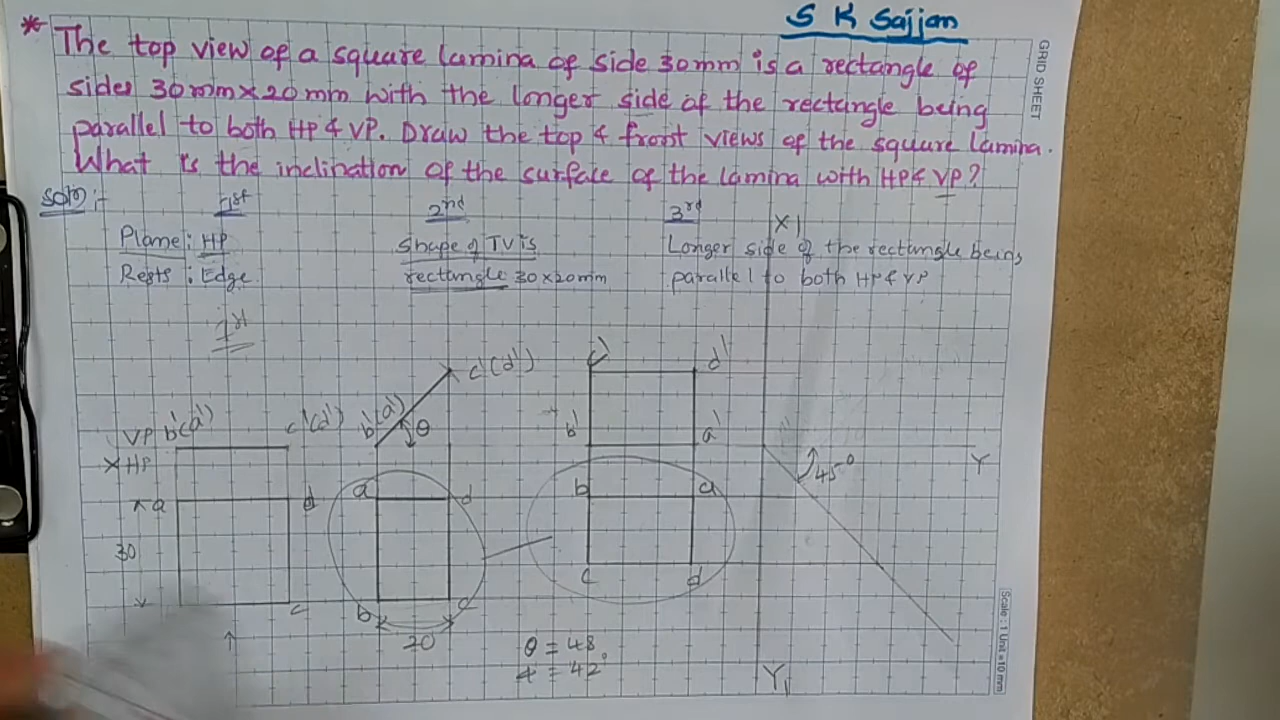 S K Sajjan
* The top view of a square lamina of side 30mm is a rectangle of
sides 30mm×20mm with the longer side of the rectangle being
parallel to both HP & VP. Draw the top & front views of the square lamina.
What is the inclination of the surface of the lamina with HP & VP?
GRID SHEET
Soln :-
1st
2nd
3rd
X1
Plane : HP
Shape of TV is
Longer side of the rectangle being
Rests : Edge
rectangle 30×20mm
parallel to both HP & VP
c'(d')
c'
d'
VP b'(a')
c'(d')
b'(a')
θ
b'
a'
X HP
Y
45°
a
d
a
d
b
a
30
c
b
c
c
d
20
θ = 48°
= 42°
Y1
Scale : 1 Unit = 10 mm